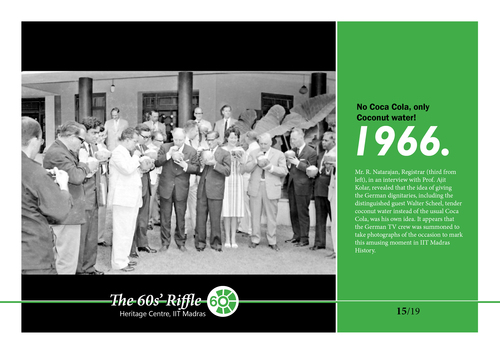 No Coca Cola, only
Coconut water!
1966.
Mr. R. Natarajan, Registrar (third from
left), in an interview with Prof. Ajit
Kolar, revealed that the idea of giving
the German dignitaries, including the
distinguished guest Walter Scheel, tender
coconut water instead of the usual Coca
Cola, was his own idea. It appears that
the German TV crew was summoned to
take photographs of the occasion to mark
this amusing moment in IIT Madras
History.
The 60s' Riffle 60
Heritage Centre, IIT Madras
15/19